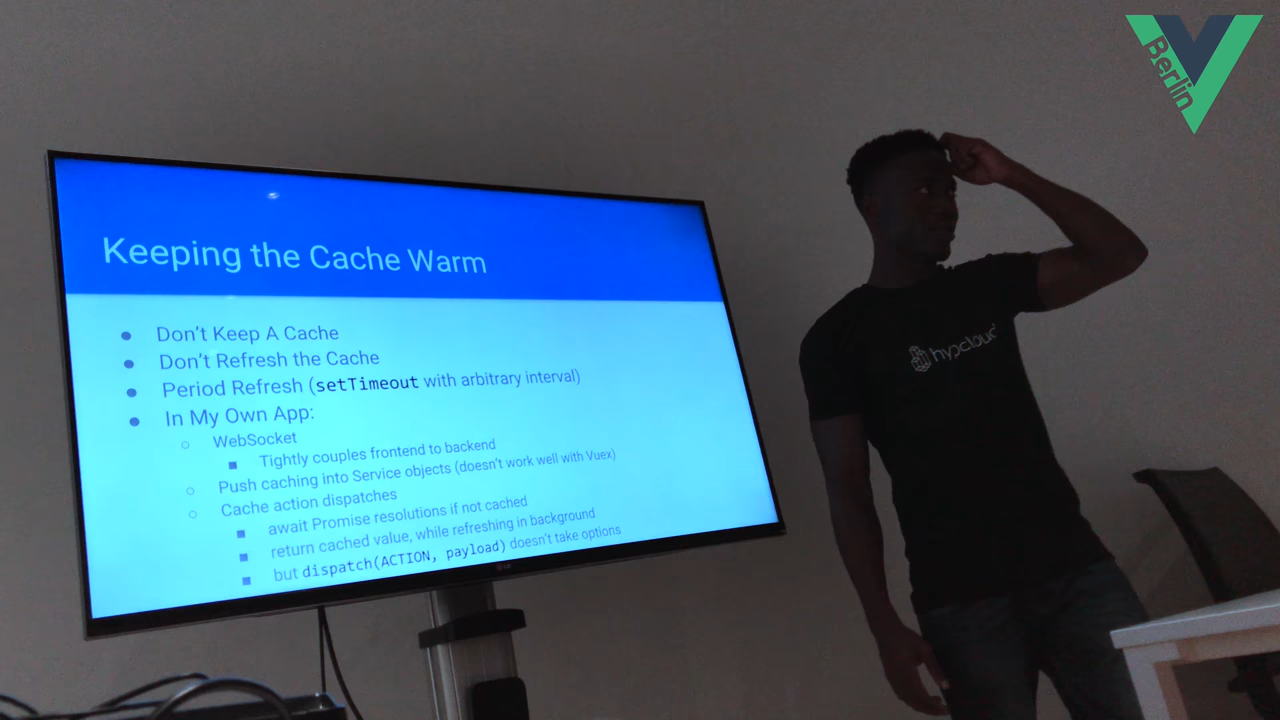 Berlin
Keeping the Cache Warm
Don't Keep A Cache
Don't Refresh the Cache
Period Refresh (setTimeout with arbitrary interval)
In My Own App:
WebSocket
Tightly couples frontend to backend
Push caching into Service objects (doesn't work well with Vuex)
Cache action dispatches
await Promise resolutions if not cached
return cached value, while refreshing in background
but dispatch(ACTION, payload) doesn't take options
LG
hypcloud